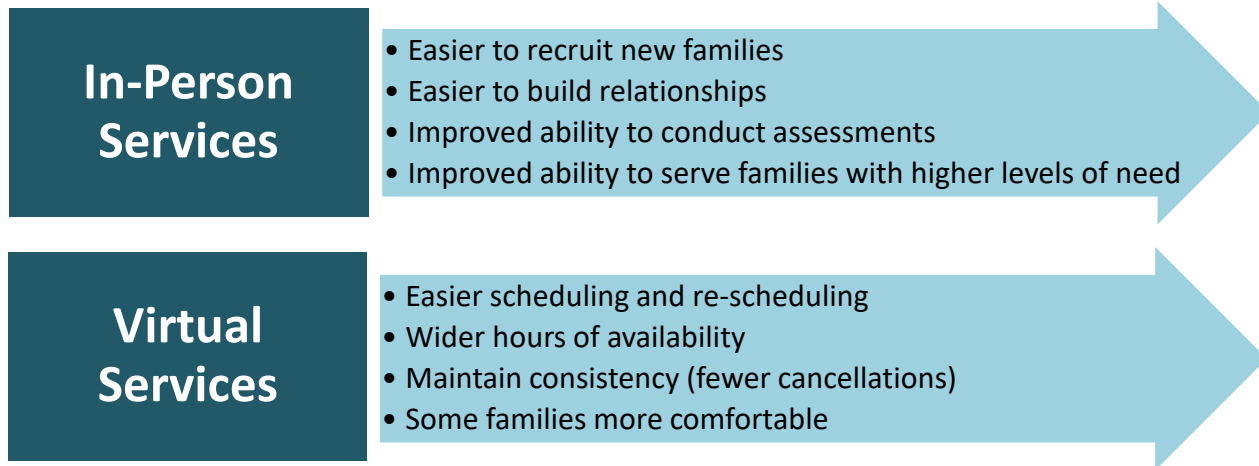 In-Person
Services
• Easier to recruit new families
• Easier to build relationships
• Improved ability to conduct assessments
• Improved ability to serve families with higher levels of need
Virtual
Services
• Easier scheduling and re-scheduling
• Wider hours of availability
• Maintain consistency (fewer cancellations)
• Some families more comfortable